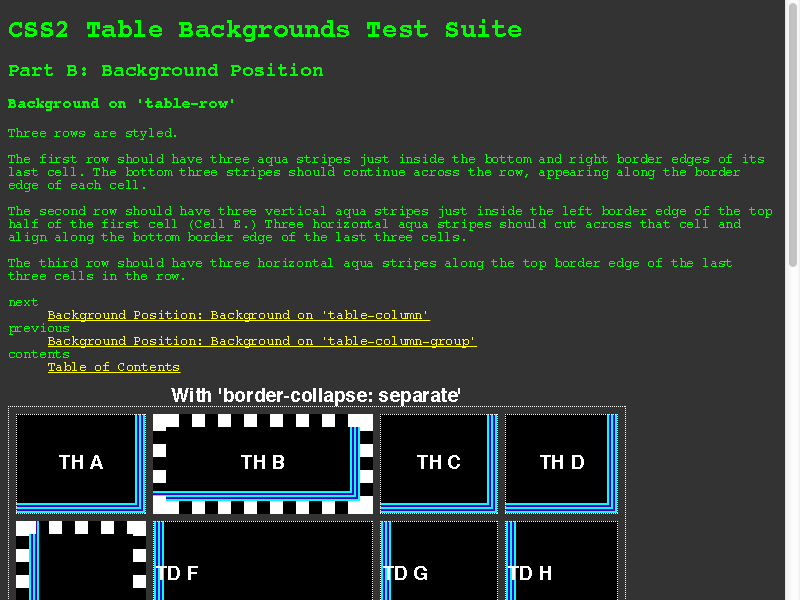 CSS2 Table Backgrounds Test Suite
Part B: Background Position
Background on 'table-row'
Three rows are styled.
The first row should have three aqua stripes just inside the bottom and right border edges of its
last cell. The bottom three stripes should continue across the row, appearing along the border
edge of each cell.
The second row should have three vertical aqua stripes just inside the left border edge of the top
half of the first cell (Cell E.) Three horizontal aqua stripes should cut across that cell and
align along the bottom border edge of the last three cells.
The third row should have three horizontal aqua stripes along the top border edge of the last
three cells in the row.
next
Background Position: Background on 'table-column'
previous
Background Position: Background on 'table-column-group'
contents
Table of Contents
With 'border-collapse: separate'
TH A TH B TH C TH D
TD F TD G TD H